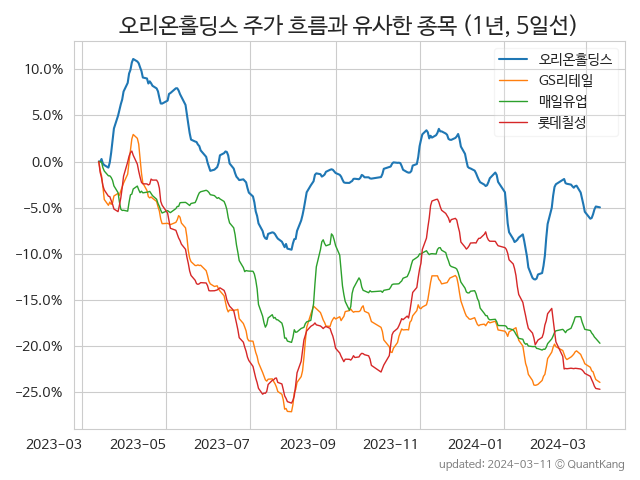 오리온홀딩스 주가 흐름과 유사한 종목 (1년, 5일선)
오리온홀딩스
GS리테일
매일유업
롯데칠성
10.0%
5.0%
0.0%
−5.0%
−10.0%
−15.0%
−20.0%
−25.0%
2023-03 2023-05 2023-07 2023-09 2023-11 2024-01 2024-03
updated: 2024-03-11 © QuantKang